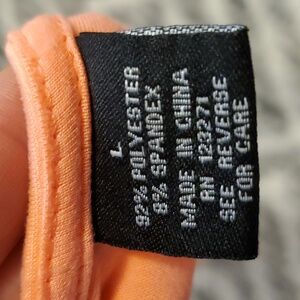 L
92% POLYESTER
8% SPANDEX
MADE IN CHINA
RN 123271
SEE REVERSE
FOR CARE